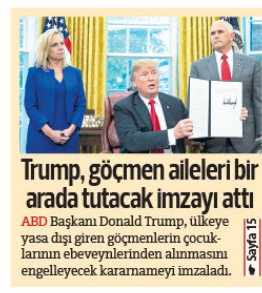 Trump, göçmen aileleri bir
arada tutacak imzayı attı
ABD Başkanı Donald Trump, ülkeye
yasa dışı giren göçmenlerin çocuk-
larının ebeveynlerinden alınmasını
engelleyecek kararnameyi imzaladı.
Sayfa 15